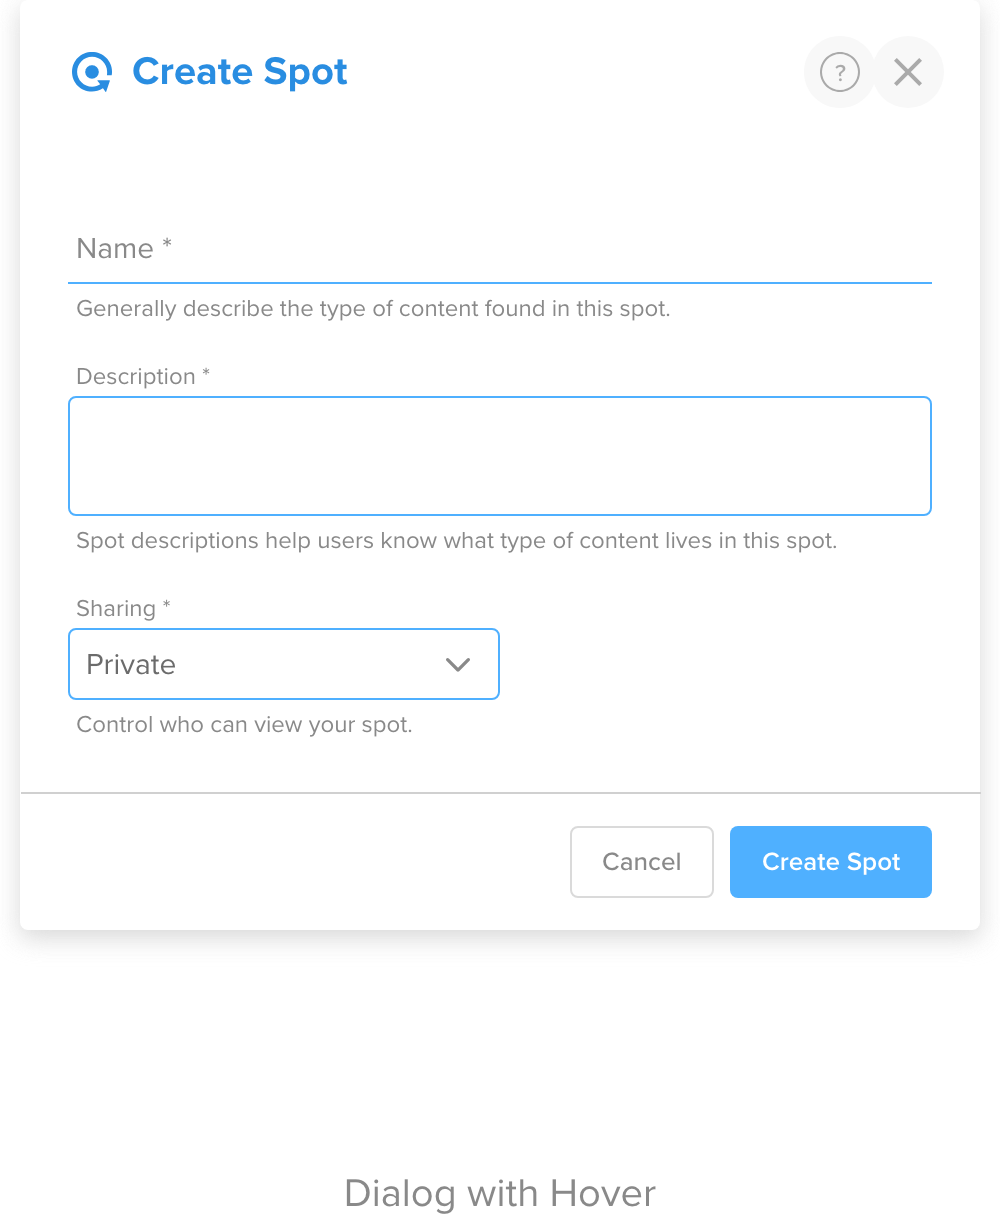 Create Spot
?
Name *
Generally describe the type of content found in this spot.
Description *
Spot descriptions help users know what type of content lives in this spot.
Sharing *
Private
Control who can view your spot.
Cancel
Create Spot
Dialog with Hover